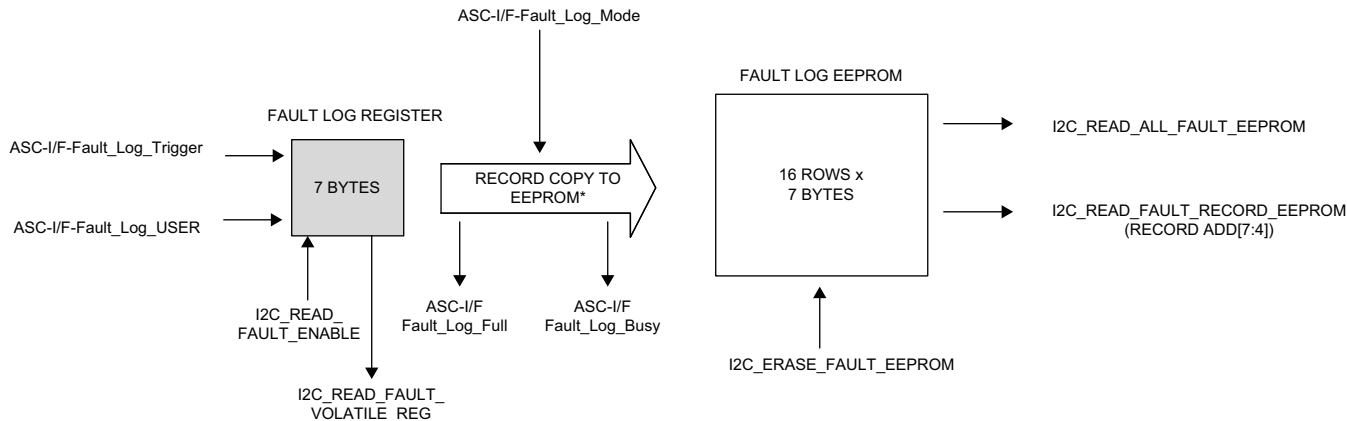 ASC-I/F-Fault_Log_Mode
FAULT LOG EEPROM
FAULT LOG REGISTER
ASC-I/F-Fault_Log_Trigger
I2C_READ_ALL_FAULT_EEPROM
7 BYTES
RECORD COPY TO
EEPROM*
16 ROWS x
7 BYTES
ASC-I/F-Fault_Log_USER
I2C_READ_FAULT_RECORD_EEPROM
(RECORD ADD[7:4])
I2C_READ_
FAULT_ENABLE
ASC-I/F
Fault_Log_Full
ASC-I/F
Fault_Log_Busy
I2C_ERASE_FAULT_EEPROM
I2C_READ_FAULT_
VOLATILE_REG